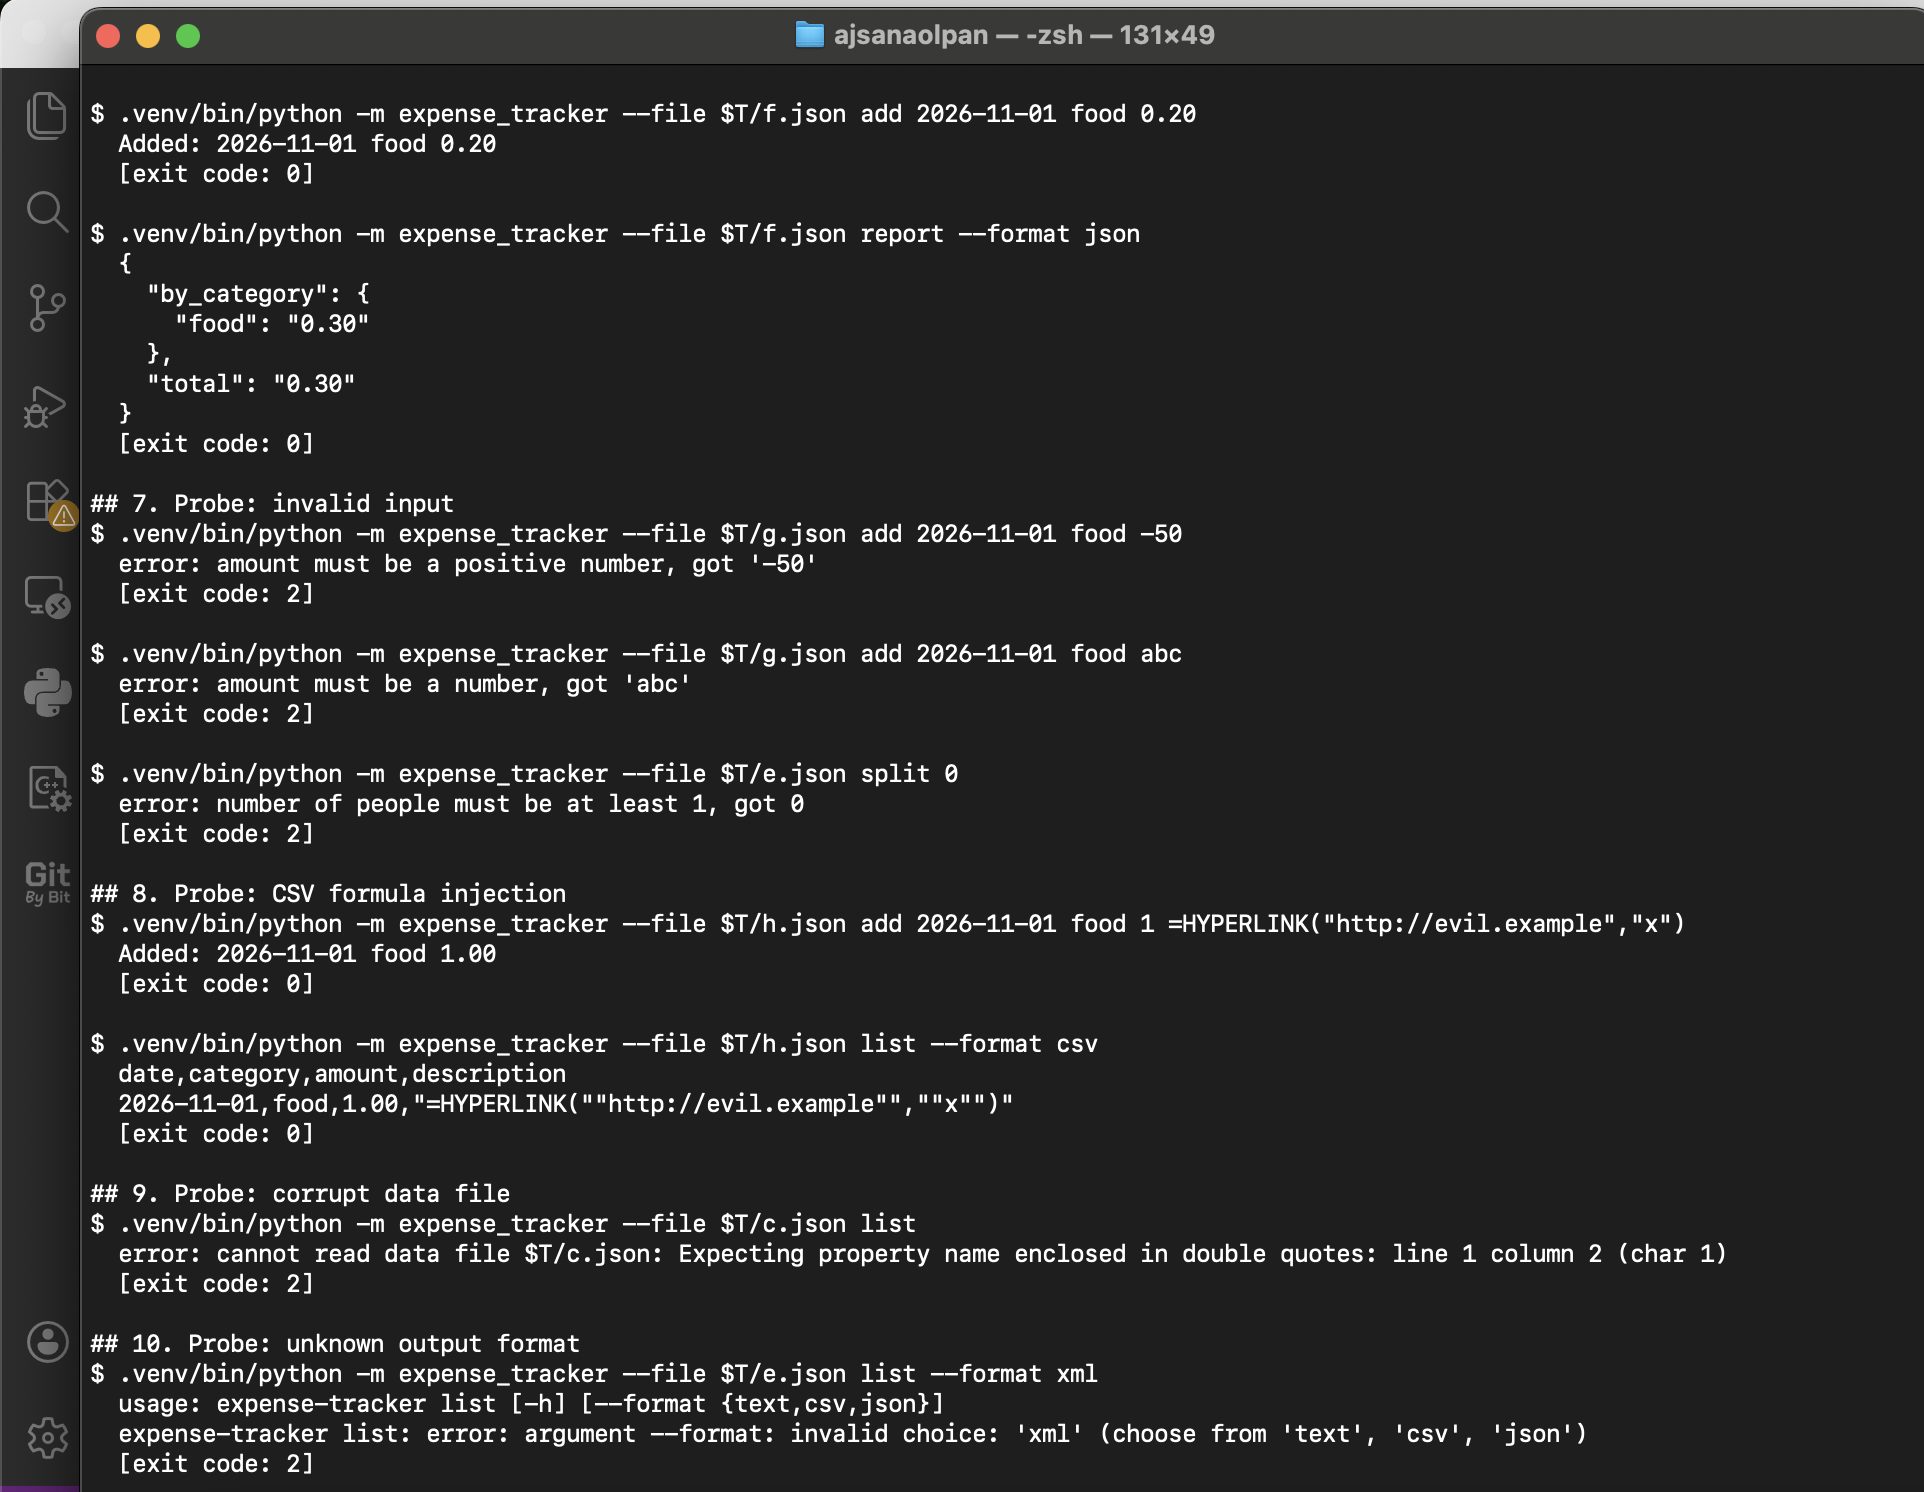 ajsanaolpan — -zsh — 131×49
$ .venv/bin/python -m expense_tracker --file $T/f.json add 2026-11-01 food 0.20
  Added: 2026-11-01 food 0.20
  [exit code: 0]

$ .venv/bin/python -m expense_tracker --file $T/f.json report --format json
  {
    "by_category": {
      "food": "0.30"
    },
    "total": "0.30"
  }
  [exit code: 0]

## 7. Probe: invalid input
$ .venv/bin/python -m expense_tracker --file $T/g.json add 2026-11-01 food -50
  error: amount must be a positive number, got '-50'
  [exit code: 2]

$ .venv/bin/python -m expense_tracker --file $T/g.json add 2026-11-01 food abc
  error: amount must be a number, got 'abc'
  [exit code: 2]

$ .venv/bin/python -m expense_tracker --file $T/e.json split 0
  error: number of people must be at least 1, got 0
  [exit code: 2]

## 8. Probe: CSV formula injection
$ .venv/bin/python -m expense_tracker --file $T/h.json add 2026-11-01 food 1 =HYPERLINK("http://evil.example","x")
  Added: 2026-11-01 food 1.00
  [exit code: 0]

$ .venv/bin/python -m expense_tracker --file $T/h.json list --format csv
  date,category,amount,description
  2026-11-01,food,1.00,"=HYPERLINK(""http://evil.example"",""x"")"
  [exit code: 0]

## 9. Probe: corrupt data file
$ .venv/bin/python -m expense_tracker --file $T/c.json list
  error: cannot read data file $T/c.json: Expecting property name enclosed in double quotes: line 1 column 2 (char 1)
  [exit code: 2]

## 10. Probe: unknown output format
$ .venv/bin/python -m expense_tracker --file $T/e.json list --format xml
  usage: expense-tracker list [-h] [--format {text,csv,json}]
  expense-tracker list: error: argument --format: invalid choice: 'xml' (choose from 'text', 'csv', 'json')
  [exit code: 2]
C++
Git
By Bit